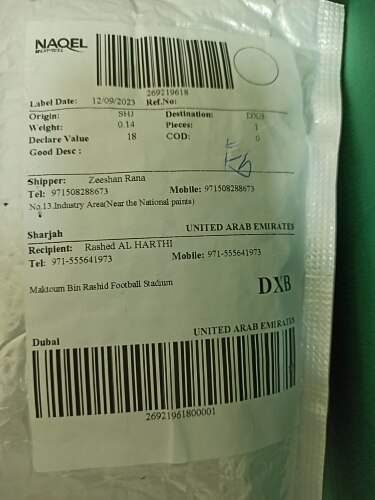 NAQEL
EXPRESS
269219618
Label Date: 12/09/2023 Ref.No:
Origin: SHJ Destination: DXB
Weight: 0.14 Pieces: 1
Declare Value 18 COD: 0
Good Desc :
Shipper: Zeeshan Rana
Tel: 971508288673 Mobile: 971508288673
No,13,Industry Area(Near the National paints)
Sharjah UNITED ARAB EMIRATES
Recipient: Rashed AL HARTHI
Tel: 971-555641973 Mobile: 971-555641973
Maktoum Bin Rashid Football Stadium
DXB
Dubai UNITED ARAB EMIRATES
26921961800001